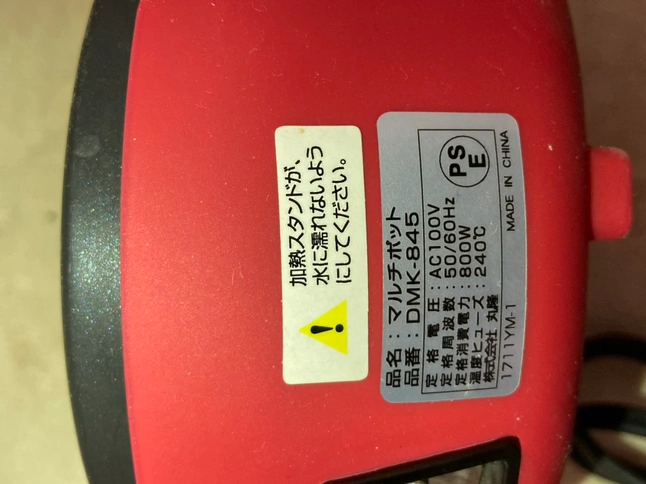 加熱スタンドが、
水に濡れないよう
にしてください。
品名：マルチポット
品番：DMK-845
定格電圧：AC100V
定格周波数：50/60Hz
定格消費電力：800W
温度ヒューズ：240℃
株式会社 丸隆
1711YM-1
MADE IN CHINA
PS
E